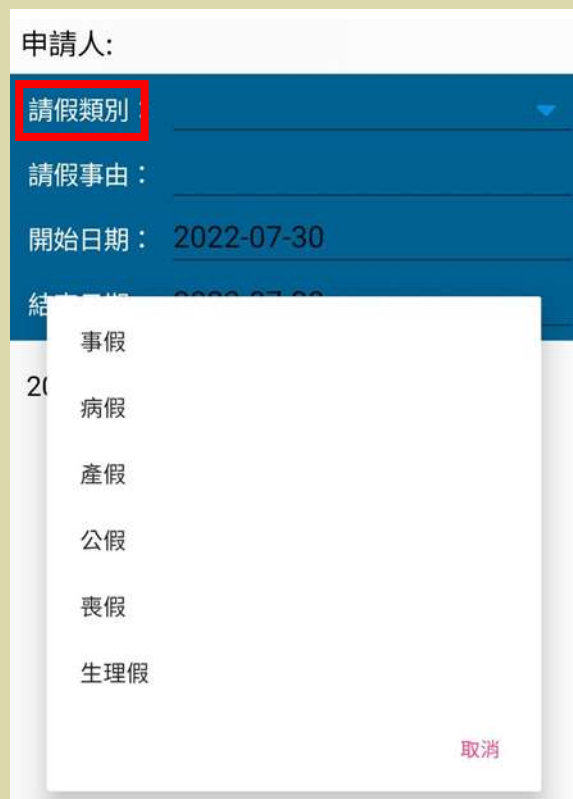 申請人:
請假類別：
請假事由：
開始日期： 2022-07-30
事假
病假
產假
公假
喪假
生理假
取消